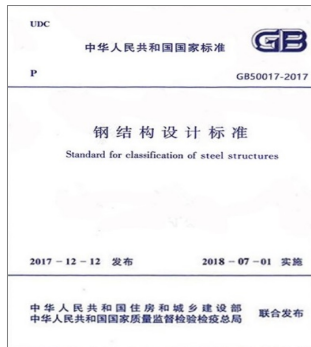 UDC
中华人民共和国国家标准 GB
P GB50017-2017
钢结构设计标准
Standard for classification of steel structures
2017-12-12 发布 2018-07-01 实施
中华人民共和国住房和城乡建设部
中华人民共和国国家质量监督检验检疫总局 联合发布